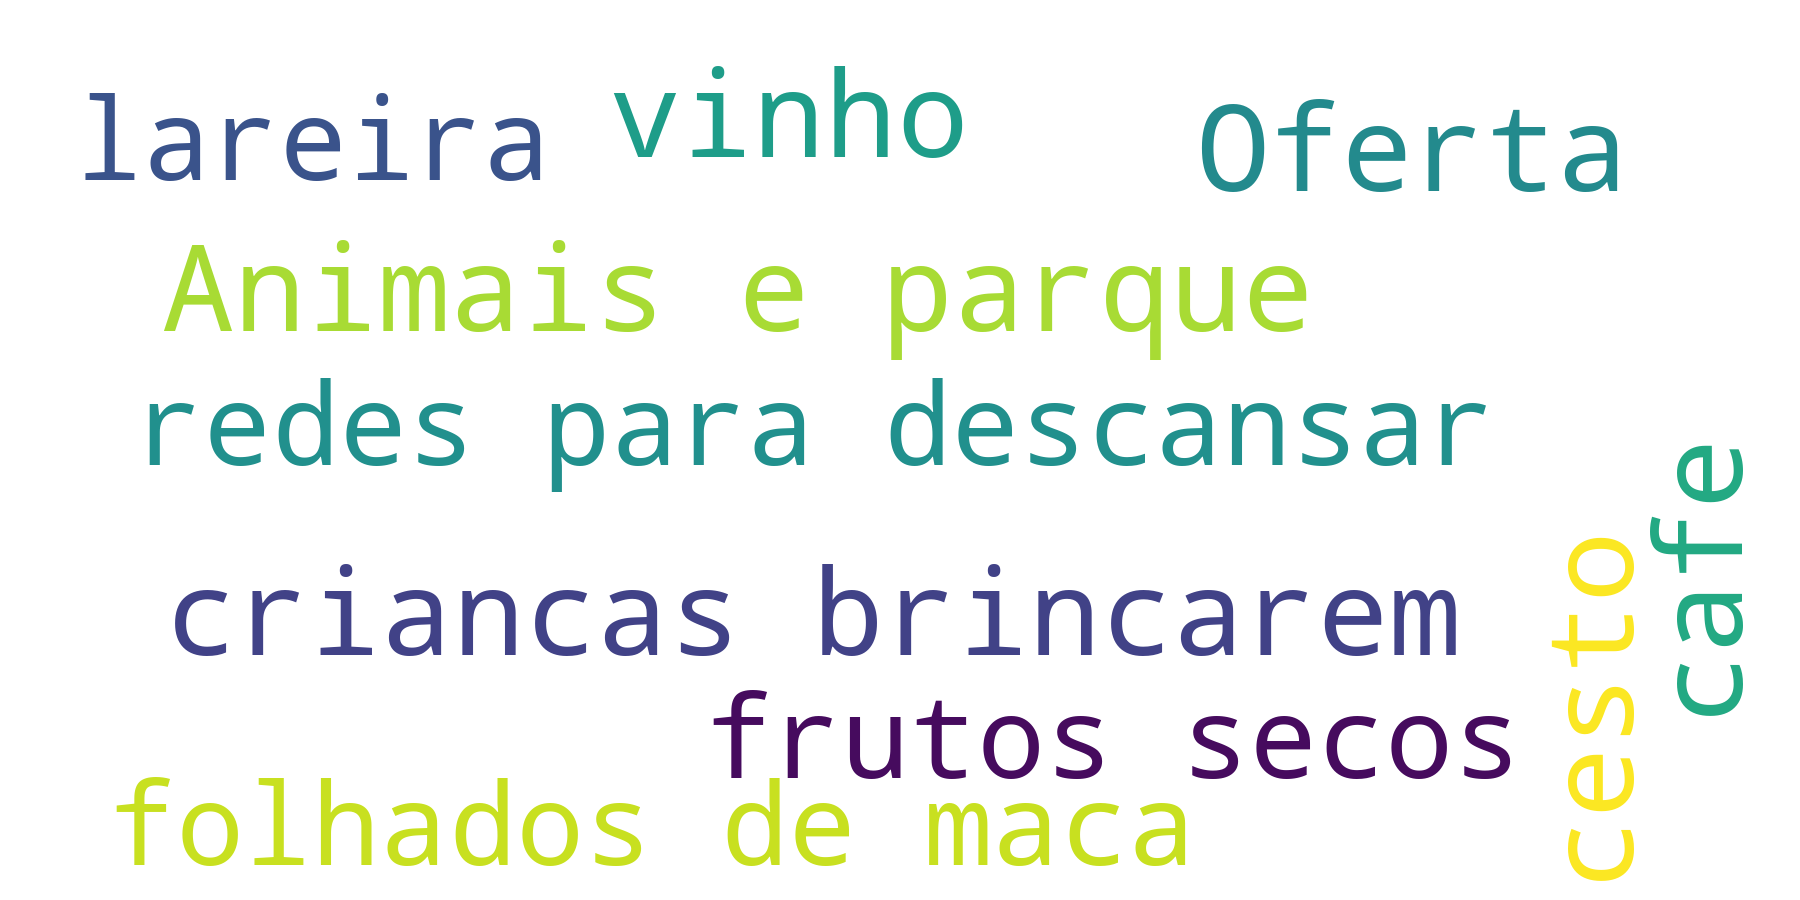 lareira
vinho
Oferta
Animais e parque
redes para descansar
cafe
cesto
criancas brincarem
frutos secos
folhados de maca